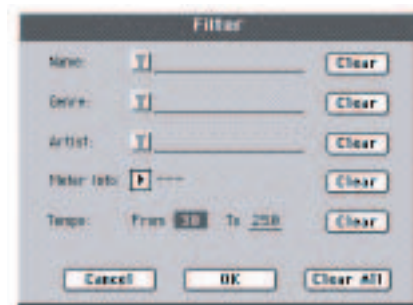 Filter
Name: T Clear
Genre: T Clear
Artist: T Clear
Meter Info: --- Clear
Tempo: From 30 To 250 Clear
Cancel OK Clear All